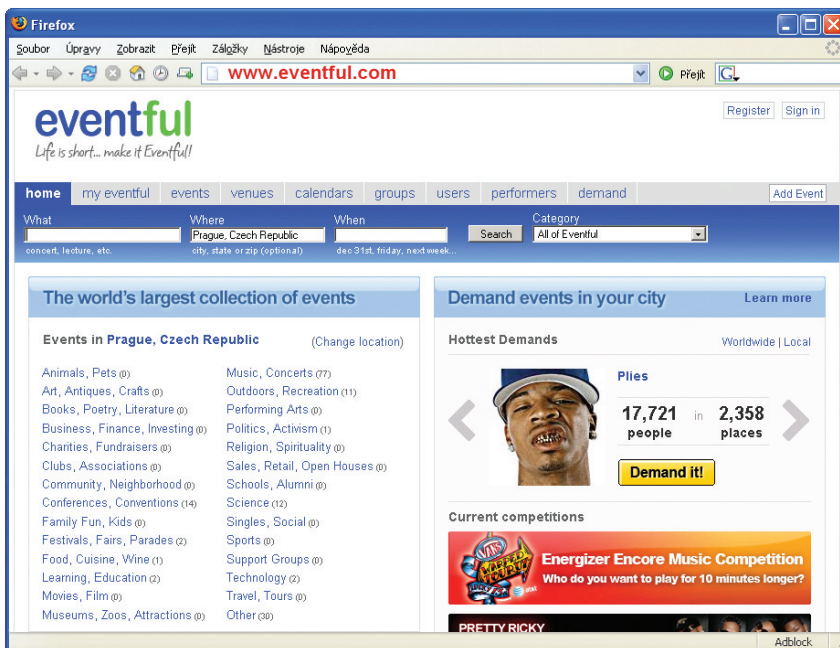 Firefox
Soubor Úpravy Zobrazit Přejít Záložky Nástroje Nápověda
www.eventful.com Přejít G
eventful
Life is short... make it Eventful!
Register Sign in
home my eventful events venues calendars groups users performers demand Add Event
What Where When Category
Prague, Czech Republic Search All of Eventful
concert, lecture, etc. city, state or zip (optional) dec 31st, friday, next week...
The world's largest collection of events
Events in Prague, Czech Republic (Change location)
Animals, Pets (0)
Art, Antiques, Crafts (0)
Books, Poetry, Literature (0)
Business, Finance, Investing (0)
Charities, Fundraisers (0)
Clubs, Associations (0)
Community, Neighborhood (0)
Conferences, Conventions (14)
Family Fun, Kids (0)
Festivals, Fairs, Parades (2)
Food, Cuisine, Wine (1)
Learning, Education (2)
Movies, Film (0)
Museums, Zoos, Attractions (0)
Music, Concerts (77)
Outdoors, Recreation (11)
Performing Arts (0)
Politics, Activism (1)
Religion, Spirituality (0)
Sales, Retail, Open Houses (0)
Schools, Alumni (0)
Science (12)
Singles, Social (0)
Sports (0)
Support Groups (0)
Technology (2)
Travel, Tours (0)
Other (30)
Demand events in your city Learn more
Hottest Demands Worldwide | Local
Plies
17,721 in 2,358
people places
Demand it!
Current competitions
Energizer Encore Music Competition
Who do you want to play for 10 minutes longer?
VANS
WARPED
TOUR
at&t
PRETTY RICKY
Adblock